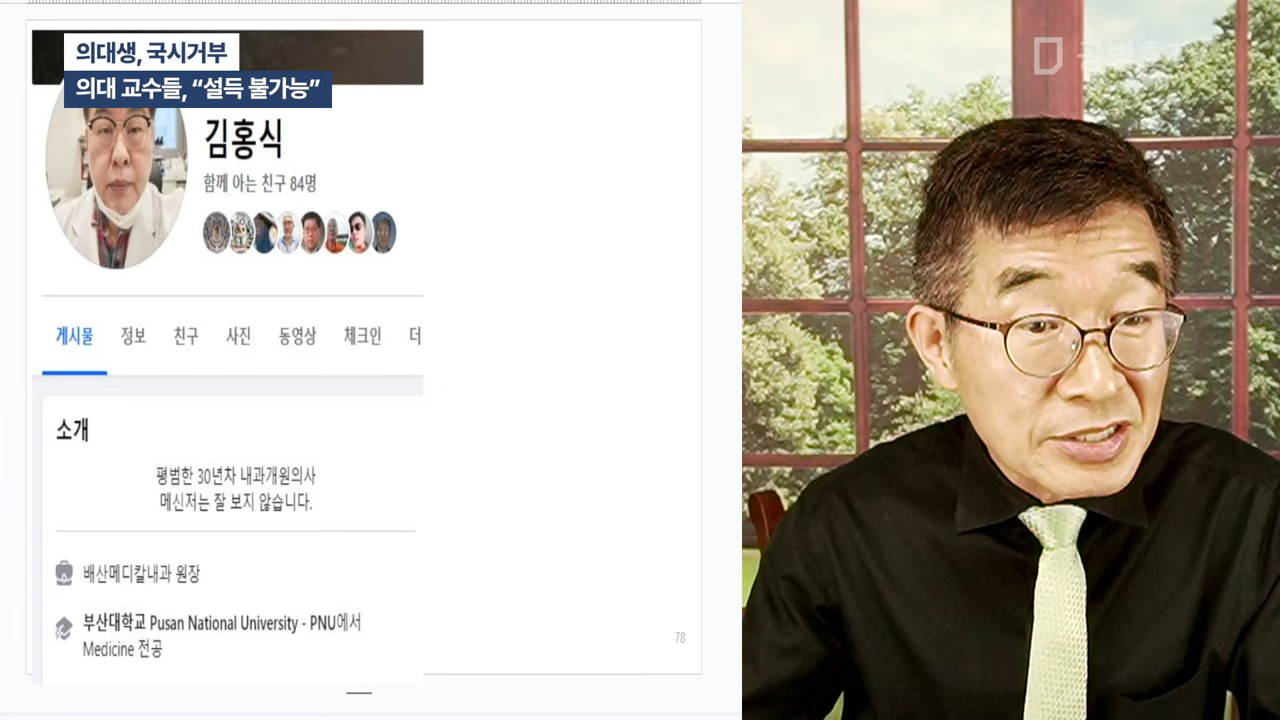 의대생, 국시거부
의대 교수들, “설득 불가능”
김홍식
함께 아는 친구 84명
게시물 정보 친구 사진 동영상 체크인 더
소개
평범한 30년차 내과개원의사
메신저는 잘 보지 않습니다.
배산메디칼내과 원장
부산대학교 Pusan National University - PNU에서
Medicine 전공
78